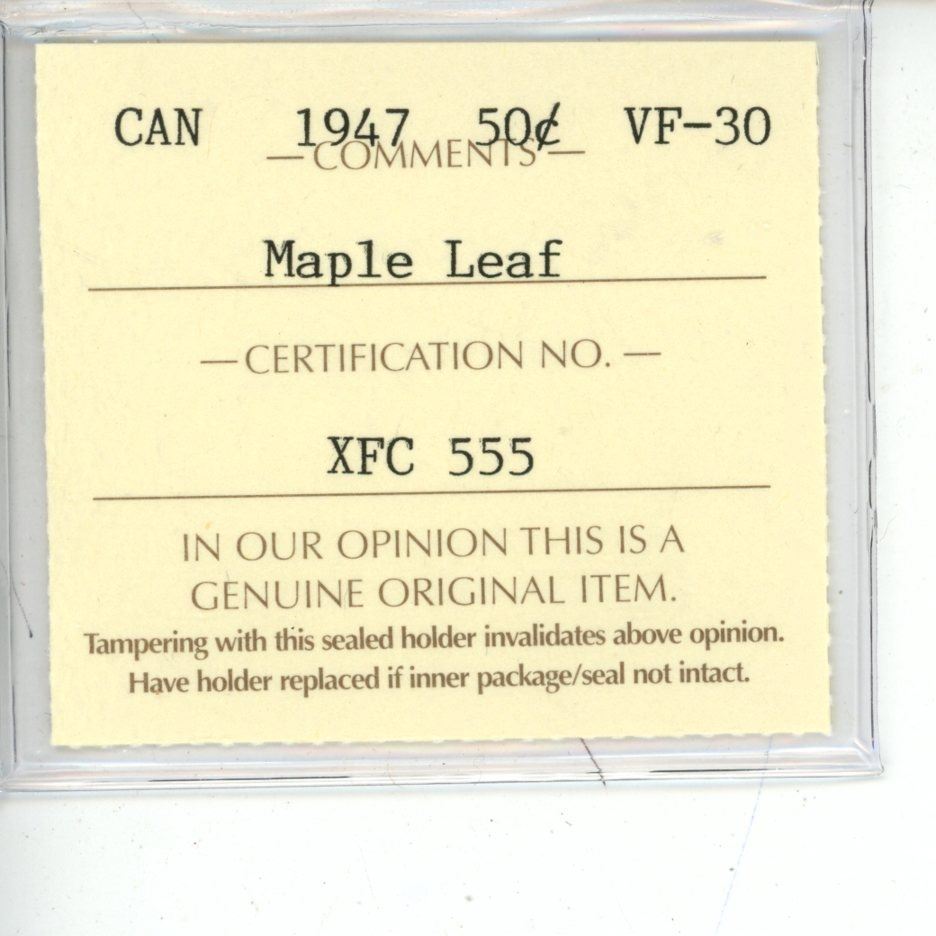 CAN 1947 50¢ VF-30
—COMMENTS—
Maple Leaf
—CERTIFICATION NO.—
XFC 555
IN OUR OPINION THIS IS A
GENUINE ORIGINAL ITEM.
Tampering with this sealed holder invalidates above opinion.
Have holder replaced if inner package/seal not intact.